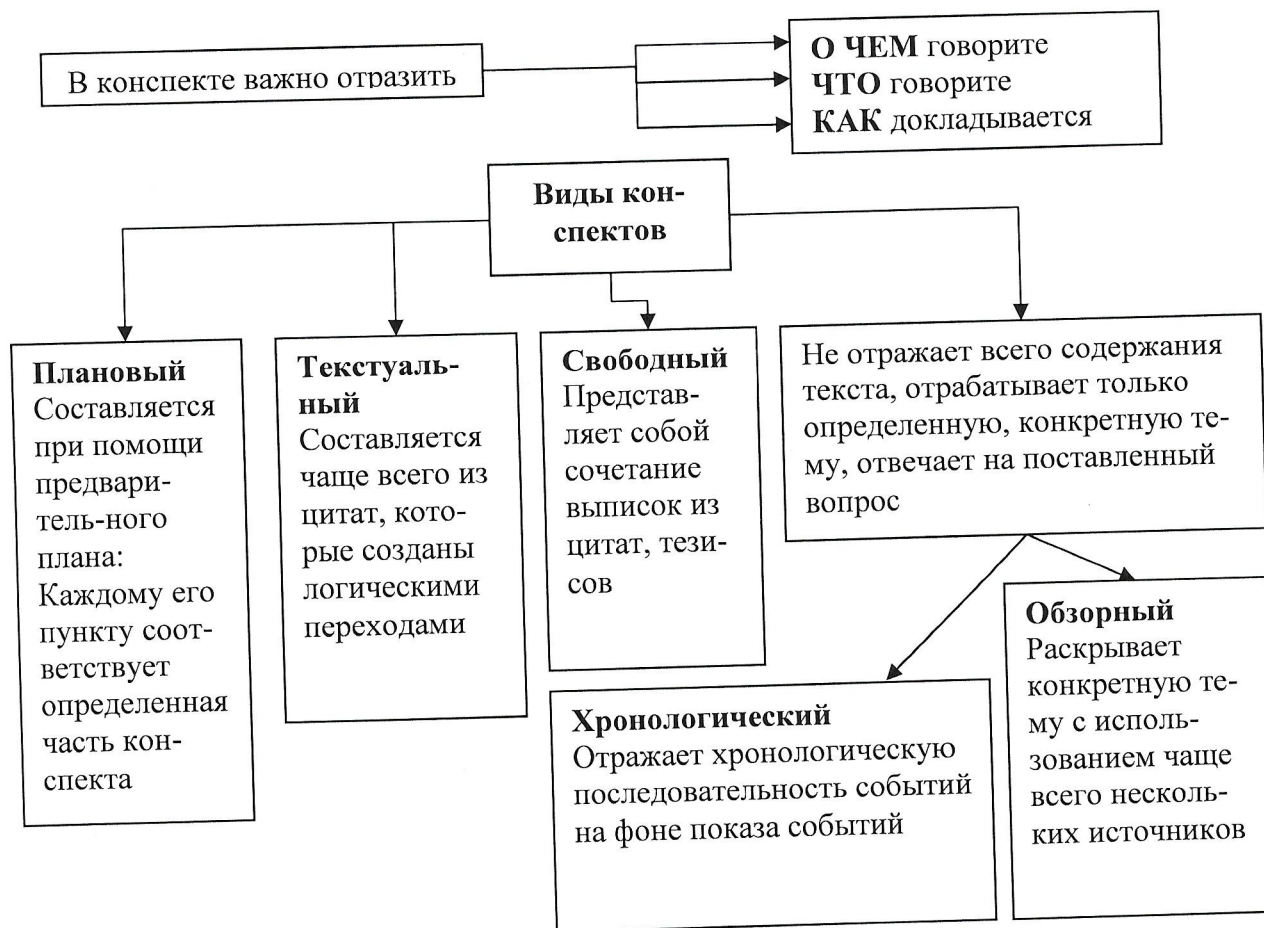 В конспекте важно отразить
О ЧЕМ говорите
ЧТО говорите
КАК докладывается
Виды кон-
спектов
Плановый
Составляется
при помощи
предвари-
тель-ного
плана:
Каждому его
пункту соот-
ветствует
определенная
часть кон-
спекта
Текстуаль-
ный
Составляется
чаще всего из
цитат, кото-
рые созданы
логическими
переходами
Свободный
Представ-
ляет собой
сочетание
выписок из
цитат, тези-
сов
Не отражает всего содержания
текста, отрабатывает только
определенную, конкретную те-
му, отвечает на поставленный
вопрос
Хронологический
Отражает хронологическую
последовательность событий
на фоне показа событий
Обзорный
Раскрывает
конкретную те-
му с исполь-
зованием чаще
всего несколь-
ких источников